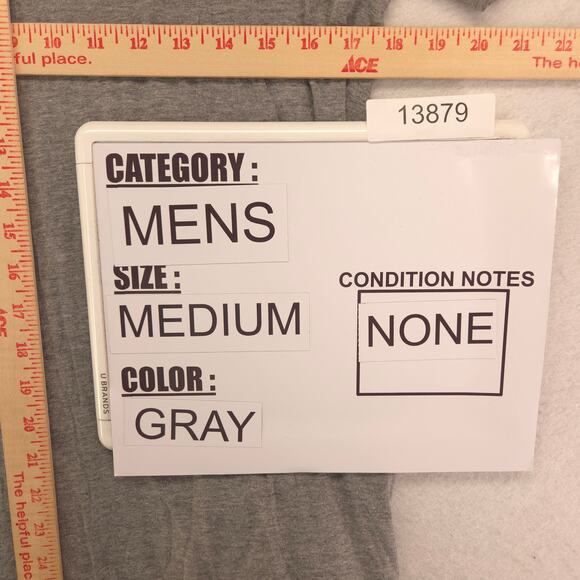 9 10 11 12 13 14 15 16 17 18 19 20 21 22
ful place.
ACE
The h
13879
CATEGORY :
MENS
SIZE :
MEDIUM
COLOR :
GRAY
CONDITION NOTES
NONE
U BRANDS
13
14
15
16
17
18
19
20
21
22
23
24
The helpful plac